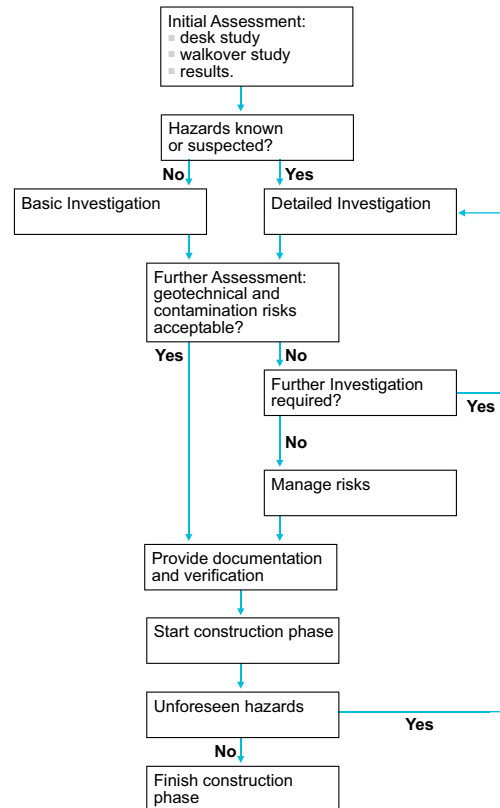 Initial Assessment:
desk study
walkover study
results.
Hazards known
or suspected?
No
Yes
Basic Investigation
Detailed Investigation
Further Assessment:
geotechnical and
contamination risks
acceptable?
Yes
No
Further Investigation
required?
Yes
No
Manage risks
Provide documentation
and verification
Start construction phase
Unforeseen hazards
Yes
No
Finish construction
phase